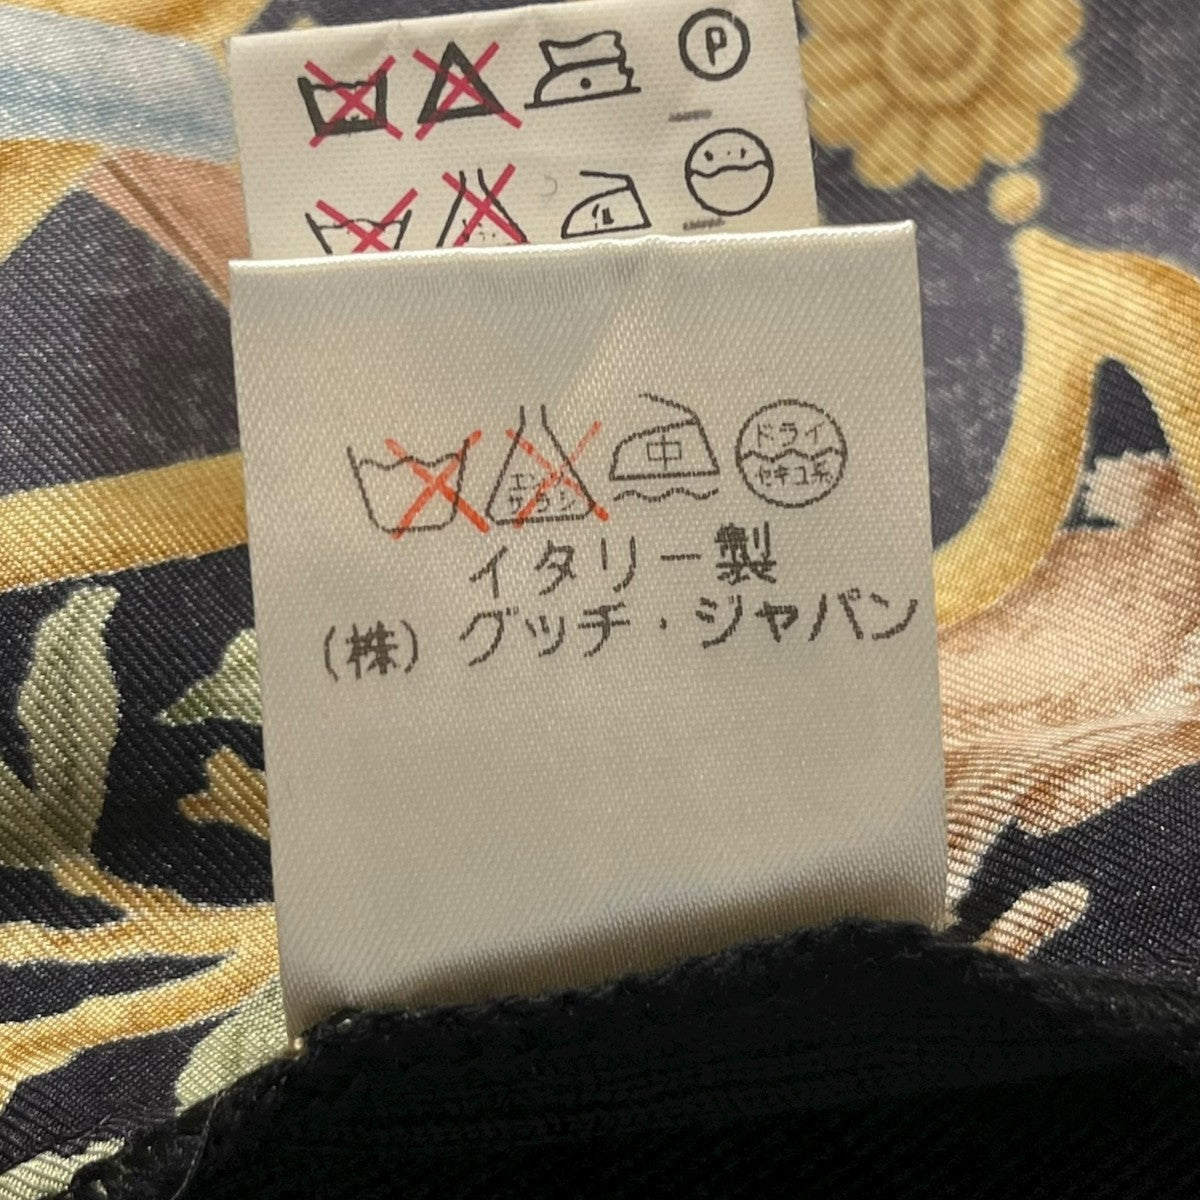 P
エンソ
サラシ
中
ドライ
セキユ系
イタリー製
(株) グッチ・ジャパン